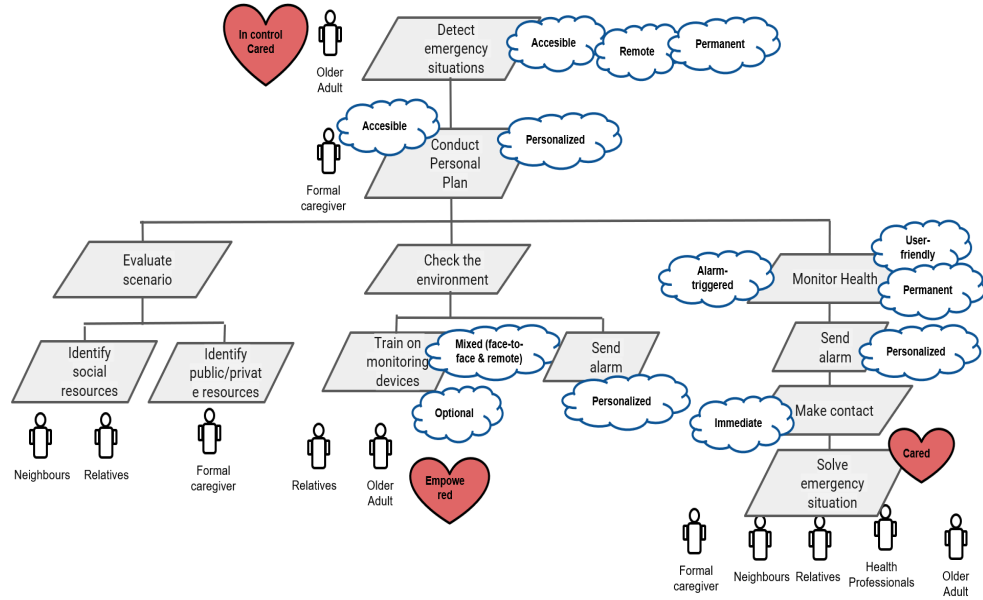 In control
Cared
Older
Adult
Detect
emergency
situations
Accesible
Remote
Permanent
Accesible
Formal
caregiver
Conduct
Personal
Plan
Personalized
Evaluate
scenario
Check the
environment
Alarm-
triggered
Monitor Health
User-
friendly
Permanent
Identify
social
resources
Identify
public/privat
e resources
Train on
monitoring
devices
Mixed (face-to-
face & remote)
Optional
Send
alarm
Personalized
Send
alarm
Personalized
Immediate
Make contact
Solve
emergency
situation
Cared
Neighbours
Relatives
Formal
caregiver
Relatives
Older
Adult
Empowe
red
Formal
caregiver
Neighbours
Relatives
Health
Professionals
Older
Adult